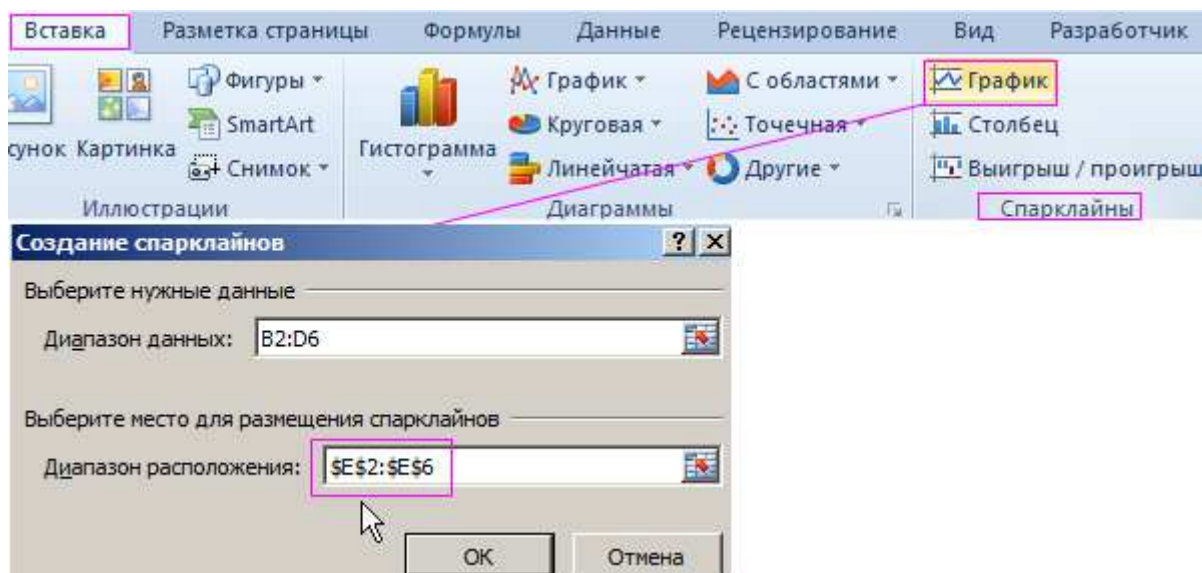 Вставка Разметка страницы Формулы Данные Рецензирование Вид Разработчик
Фигуры График С областями График
SmartArt Круговая Точечная Столбец
сунок Картинка Снимок Гистограмма Линейчатая Другие Выигрыш / проигрыш
Иллюстрации Диаграммы Спарклайны
Создание спарклайнов ?
Выберите нужные данные
Диапазон данных: B2:D6
Выберите место для размещения спарклайнов
Диапазон расположения: $E$2:$E$6
ОК Отмена